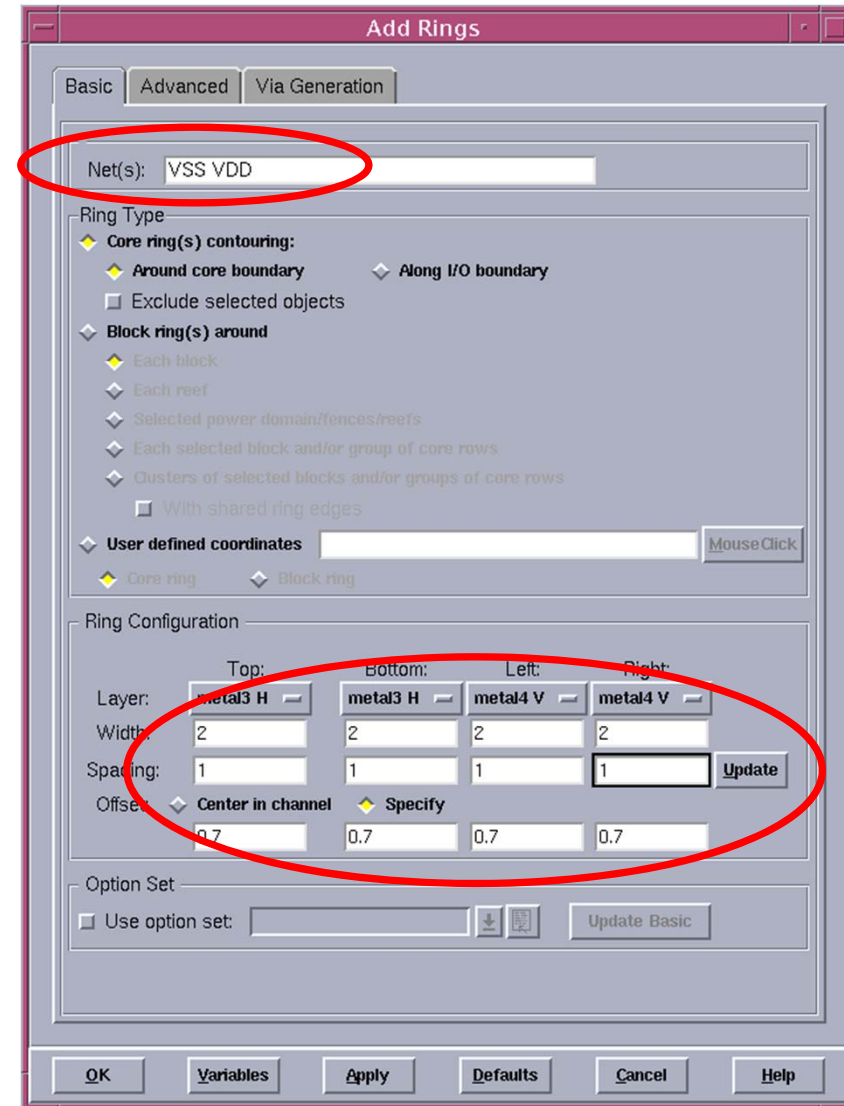 Add Rings
Basic Advanced Via Generation
Net(s): VSS VDD
Ring Type
Core ring(s) contouring:
Around core boundary Along I/O boundary
Exclude selected objects
Block ring(s) around
Each block
Each reef
Selected power domain/fences/reefs
Each selected block and/or group of core rows
Clusters of selected blocks and/or groups of core rows
With shared ring edges
User defined coordinates MouseClick
Core ring Block ring
Ring Configuration
Top: Bottom: Left: Right:
Layer: metal3 H metal3 H metal4 V metal4 V
Width: 2 2 2 2
Spacing: 1 1 1 1 Update
Offset: Center in channel Specify
0.7 0.7 0.7 0.7
Option Set
Use option set: Update Basic
OK Variables Apply Defaults Cancel Help